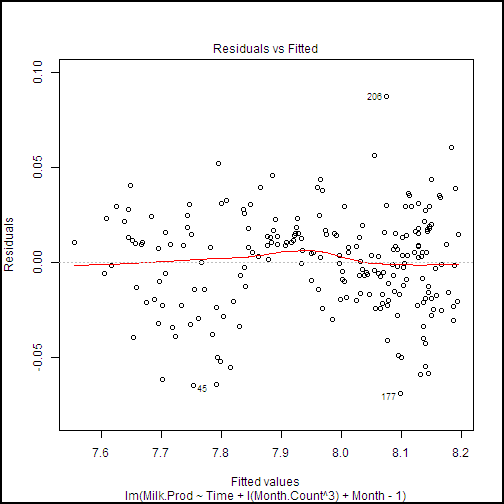 Residuals vs Fitted
0.10
0.05
0.00
-0.05
Residuals
206
45
177
7.6 7.7 7.8 7.9 8.0 8.1 8.2
Fitted values
lm(Milk.Prod ~ Time + I(Month.Count^3) + Month - 1)